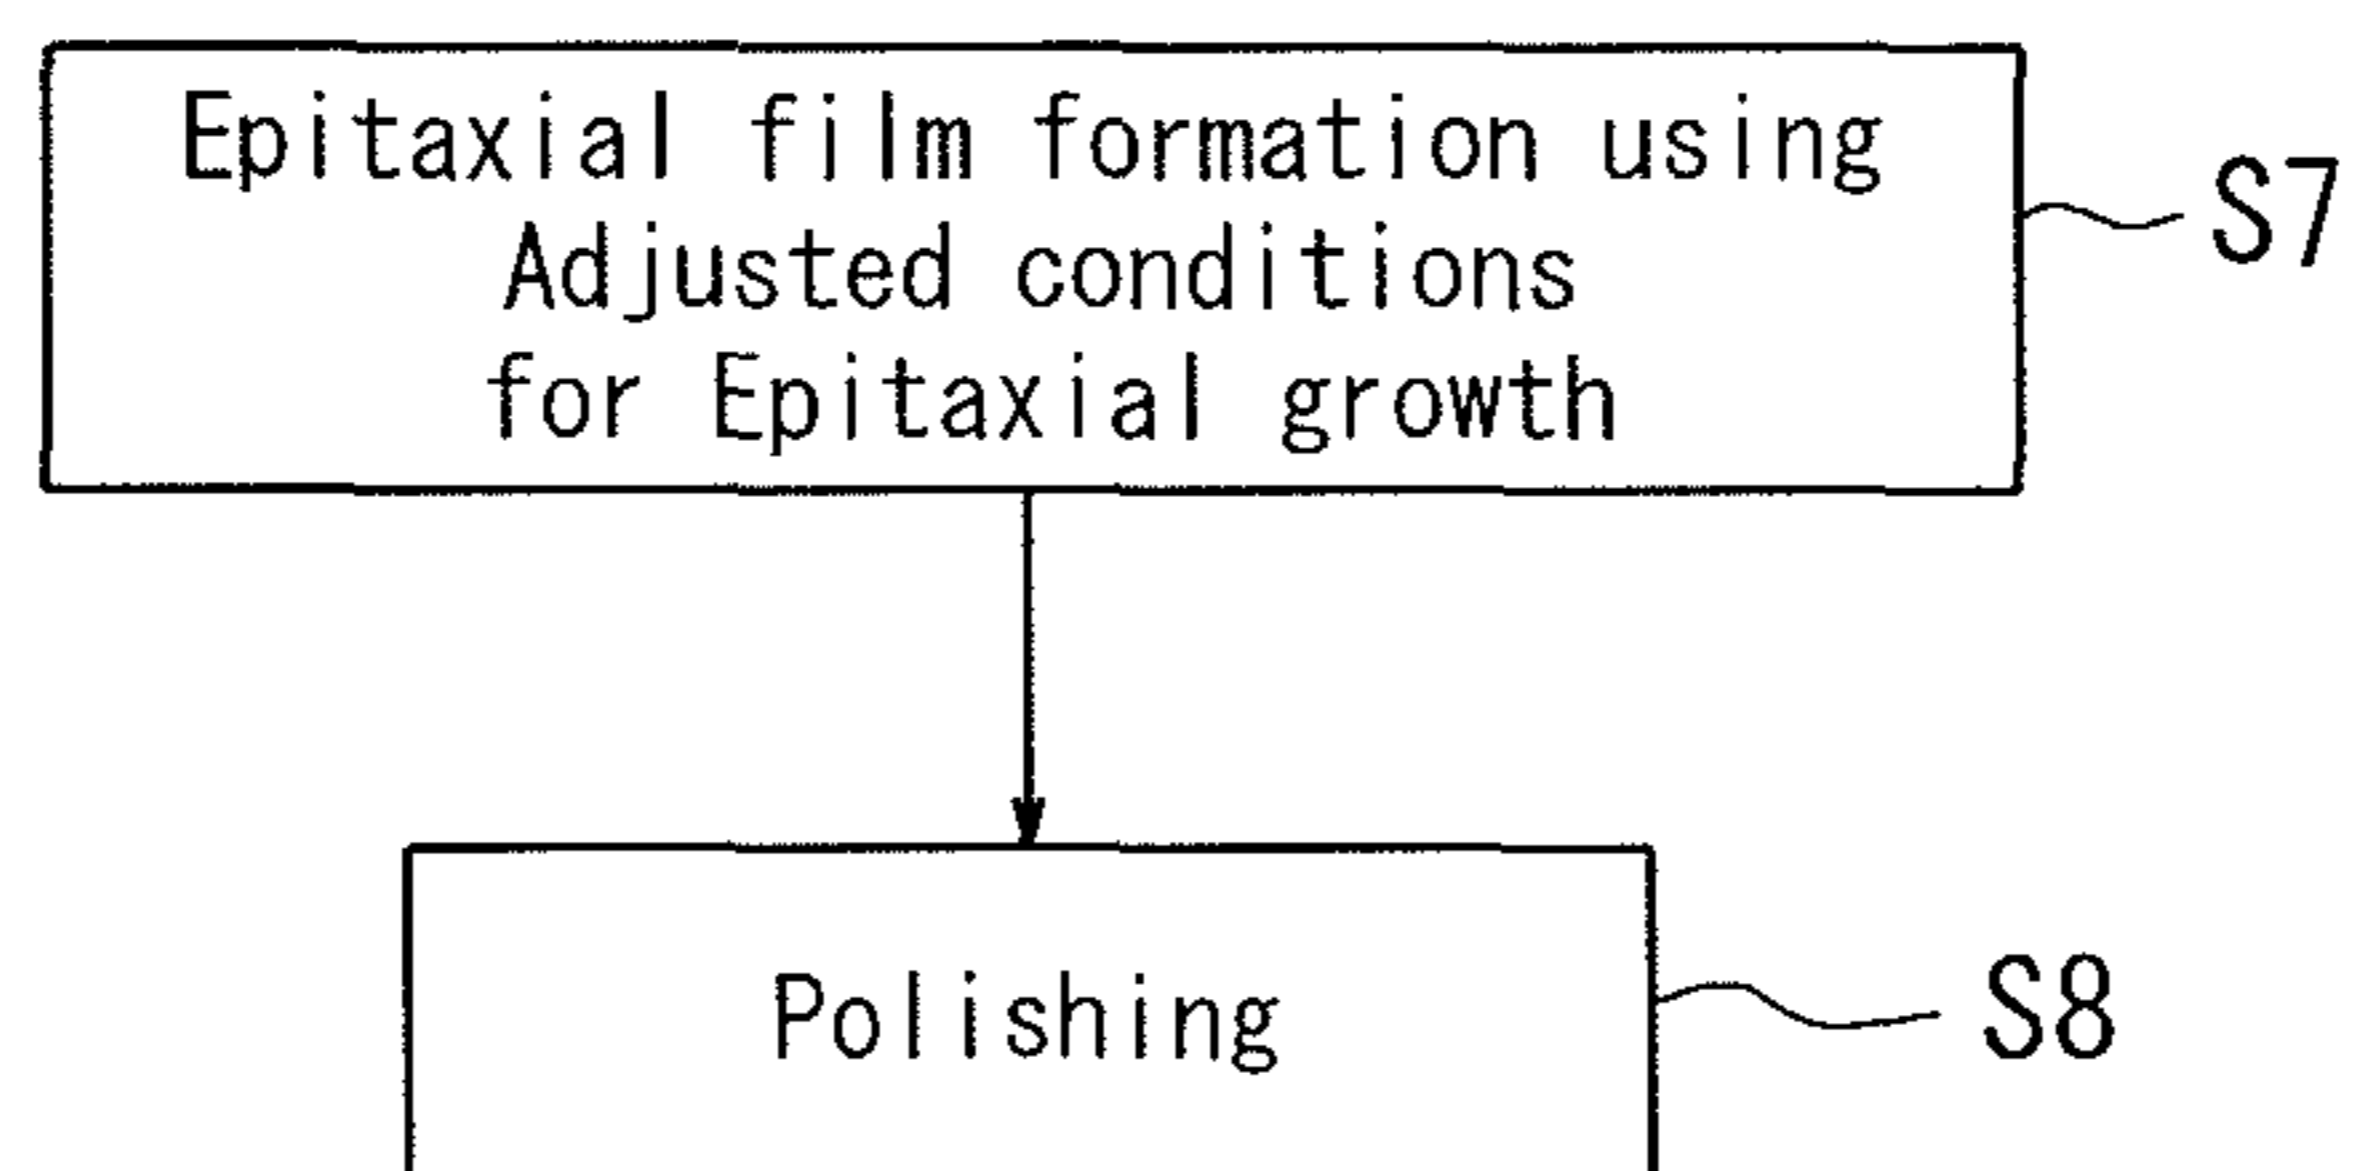 Epitaxial film formation using
Adjusted conditions
for Epitaxial growth
S7
Polishing
S8